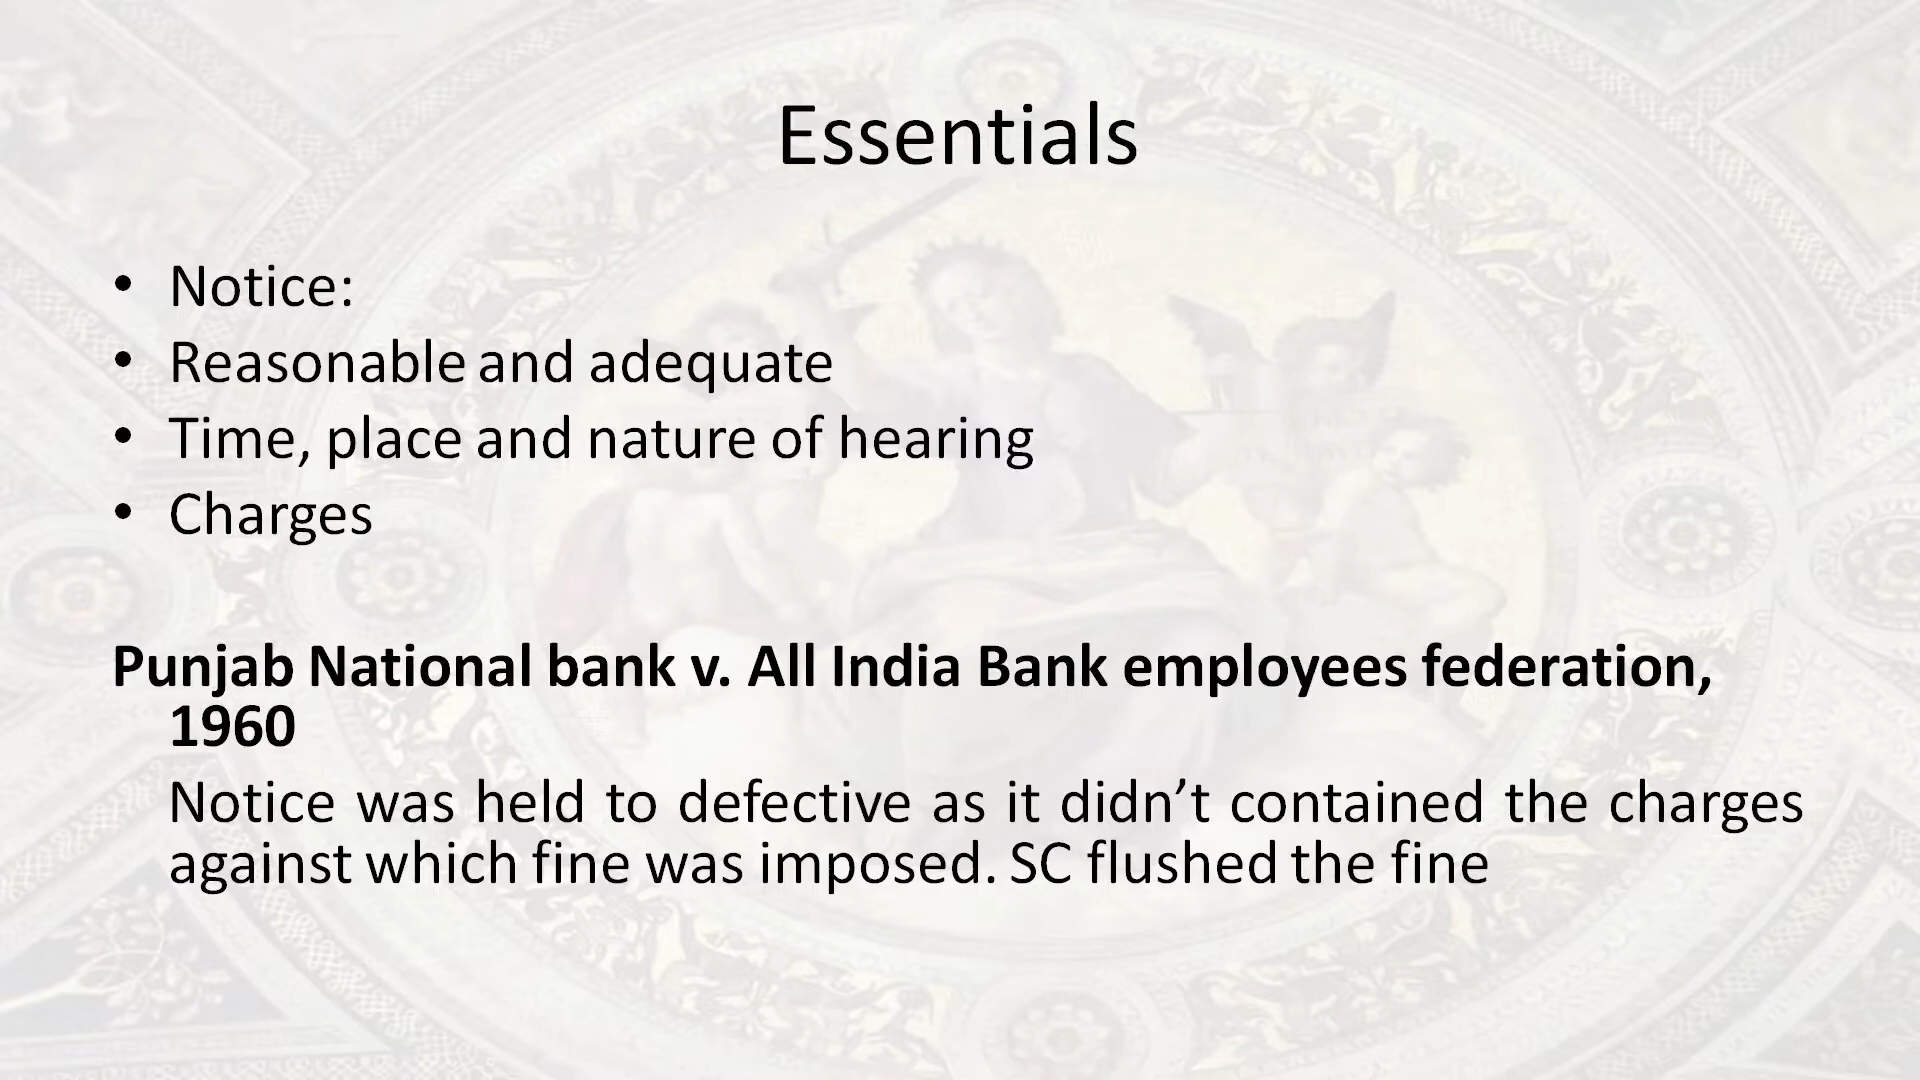 Essentials
• Notice:
• Reasonable and adequate
• Time, place and nature of hearing
• Charges
Punjab National bank v. All India Bank employees federation,
1960
Notice was held to defective as it didn’t contained the charges
against which fine was imposed. SC flushed the fine